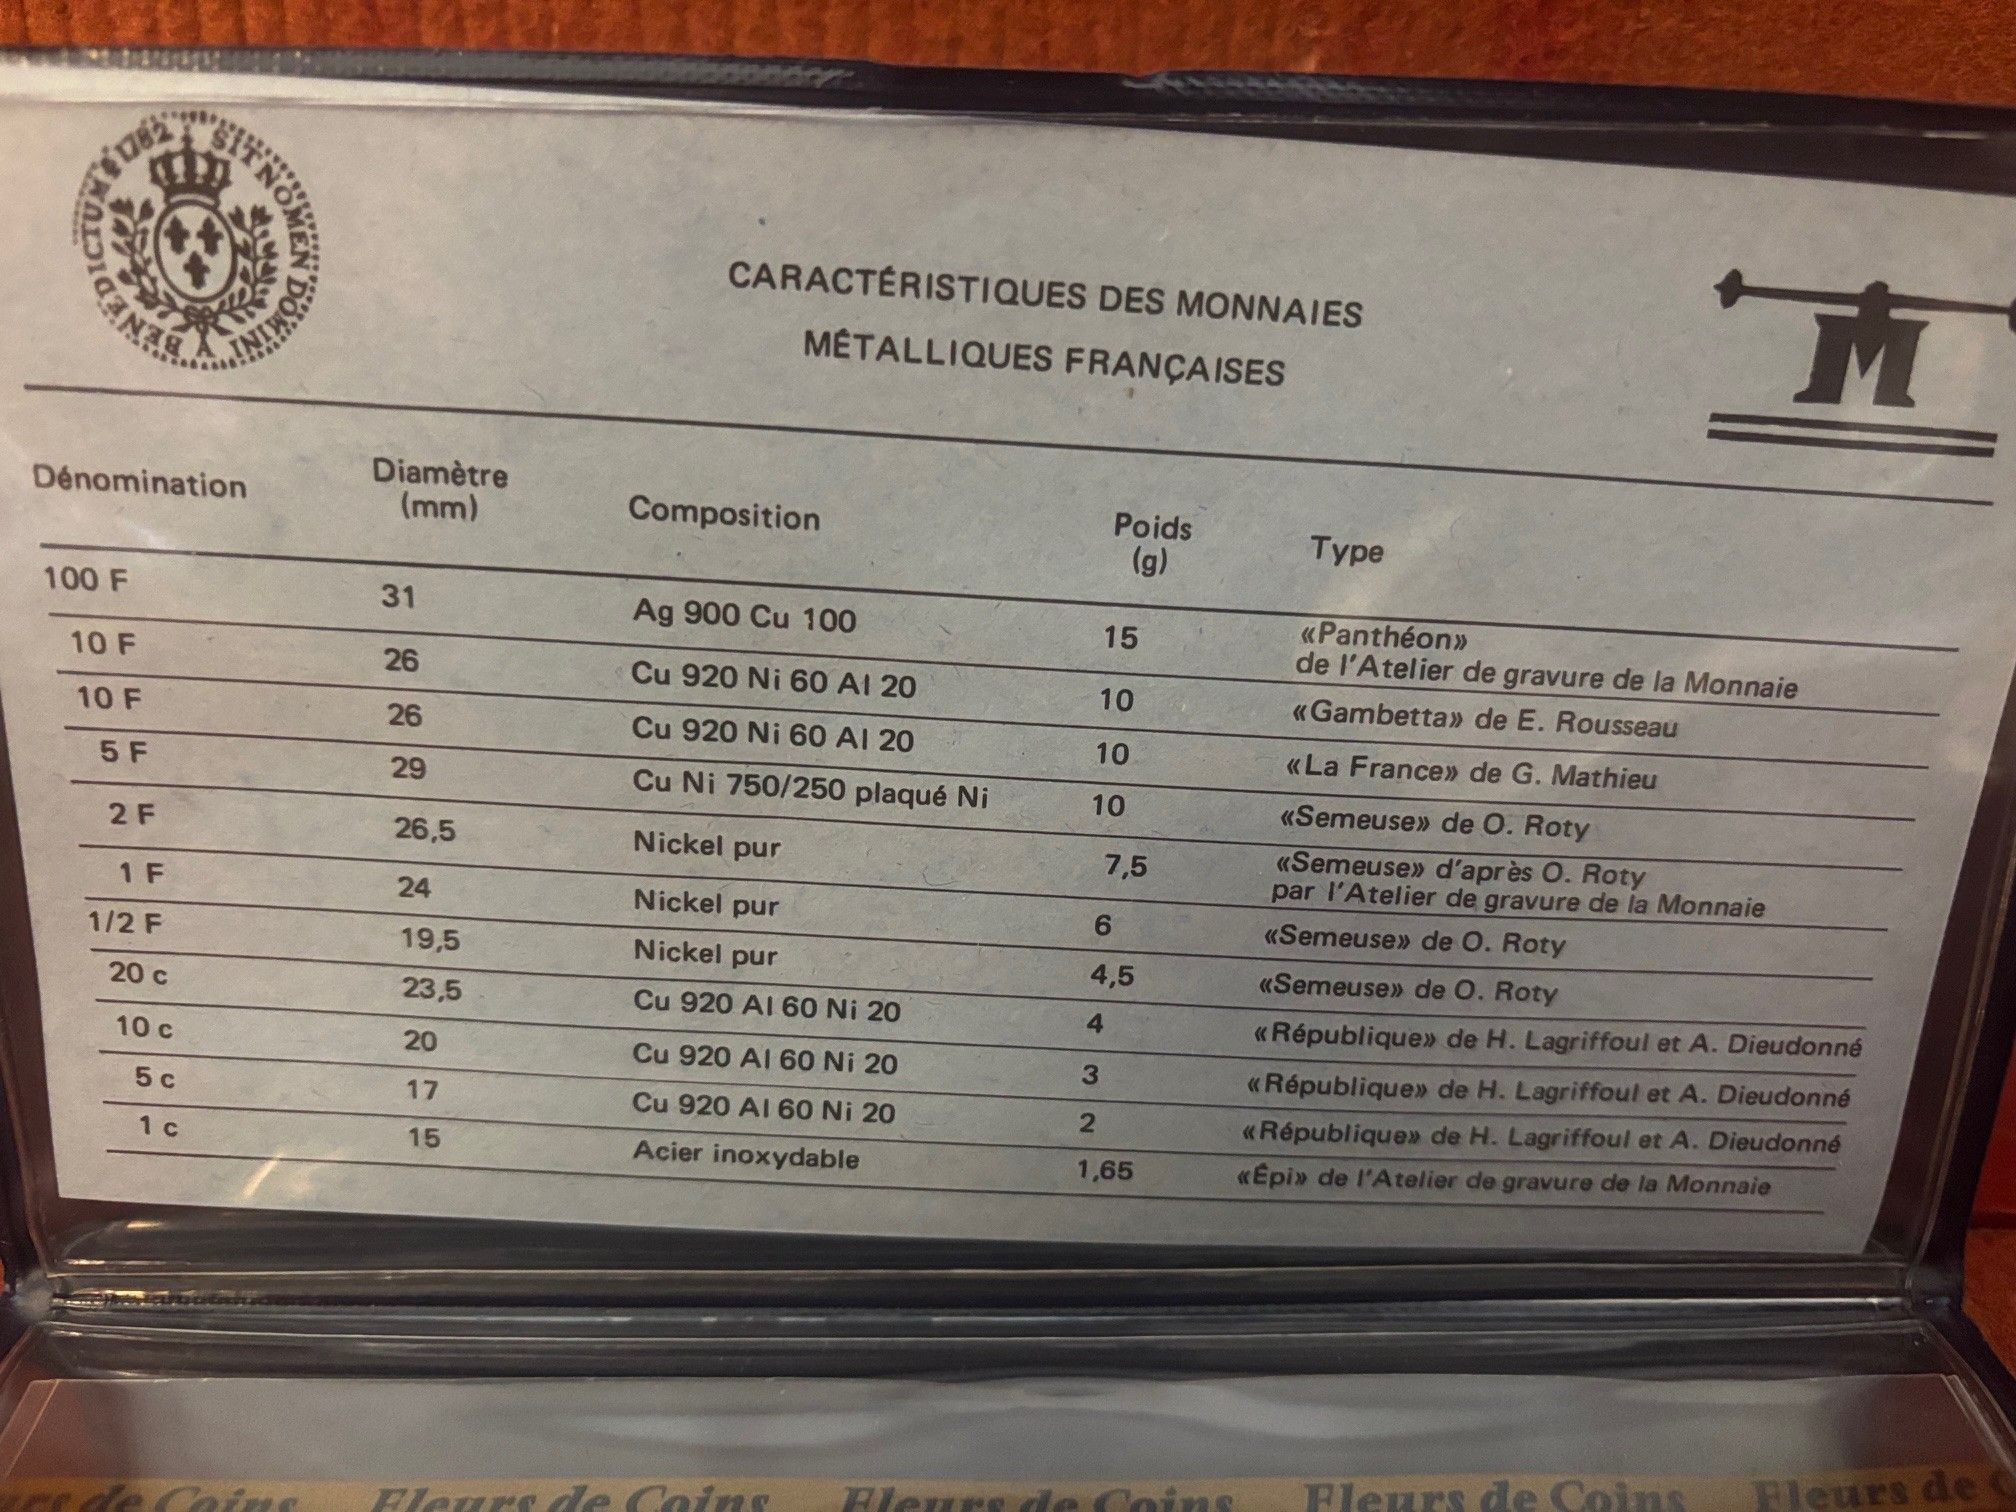 SIT NOMEN DOMINI BENEDICTUM 1782
CARACTÉRISTIQUES DES MONNAIES
MÉTALLIQUES FRANÇAISES
M
Dénomination Diamètre (mm) Composition Poids (g) Type
100 F 31 Ag 900 Cu 100 15 «Panthéon»
de l'Atelier de gravure de la Monnaie
10 F 26 Cu 920 Ni 60 Al 20 10 «Gambetta» de E. Rousseau
10 F 26 Cu 920 Ni 60 Al 20 10 «La France» de G. Mathieu
5 F 29 Cu Ni 750/250 plaqué Ni 10 «Semeuse» de O. Roty
2 F 26,5 Nickel pur 7,5 «Semeuse» d'après O. Roty
par l'Atelier de gravure de la Monnaie
1 F 24 Nickel pur 6 «Semeuse» de O. Roty
1/2 F 19,5 Nickel pur 4,5 «Semeuse» de O. Roty
20 c 23,5 Cu 920 Al 60 Ni 20 4 «République» de H. Lagriffoul et A. Dieudonné
10 c 20 Cu 920 Al 60 Ni 20 3 «République» de H. Lagriffoul et A. Dieudonné
5 c 17 Cu 920 Al 60 Ni 20 2 «République» de H. Lagriffoul et A. Dieudonné
1 c 15 Acier inoxydable 1,65 «Épi» de l'Atelier de gravure de la Monnaie
de Coins Fleurs de Coins Fleurs de Coins Fleurs de Coins Fleurs de